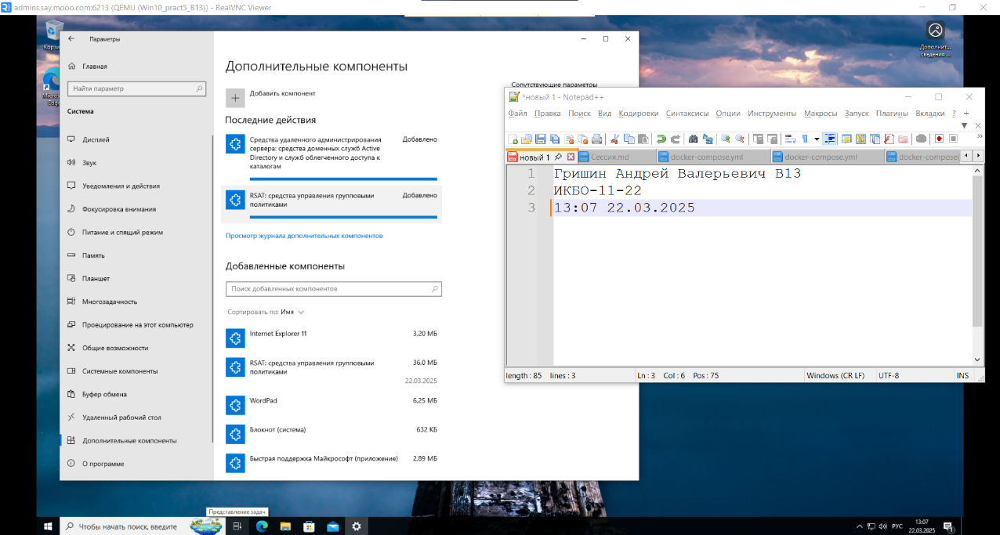 admins.say.mooo.com:6213 (QEMU (Win10_pract5_B13)) - RealVNC Viewer
Параметры
Главная
Найти параметр
Система
Дисплей
Звук
Уведомления и действия
Фокусировка внимания
Питание и спящий режим
Память
Планшет
Многозадачность
Проецирование на этот компьютер
Общие возможности
Системные компоненты
Буфер обмена
Удаленный рабочий стол
Дополнительные компоненты
О программе
Дополнительные компоненты
Добавить компонент
Последние действия
Средства удаленного администрирования Добавлено
сервера: средства доменных служб Active
Directory и служб облегченного доступа к
каталогам
RSAT: средства управления групповыми Добавлено
политиками
Просмотр журнала дополнительных компонентов
Добавленные компоненты
Поиск добавленных компонентов
Сортировать по: Имя
Internet Explorer 11 3,20 МБ
RSAT: средства управления групповыми 36,0 МБ
политиками
22.03.2025
WordPad 6,25 МБ
Блокнот (система) 632 КБ
Быстрая поддержка Майкрософт (приложение) 2,89 МБ
Сопутствующие параметры
Дополнит...
сведения ...
*новый 1 - Notepad++
Файл Правка Поиск Вид Кодировки Синтаксисы Опции Инструменты Макросы Запуск Плагины Вкладки ? +
новый 1 Сессия.md docker-compose.yml docker-compose.yml docker-compose
1 Гришин Андрей Валерьевич В13
2 ИКБО-11-22
3 13:07 22.03.2025
length : 85 lines : 3 Ln : 3 Col : 6 Pos : 75 Windows (CR LF) UTF-8 INS
Представление задач
Чтобы начать поиск, введите
РУС
13:07
22.03.2025
1